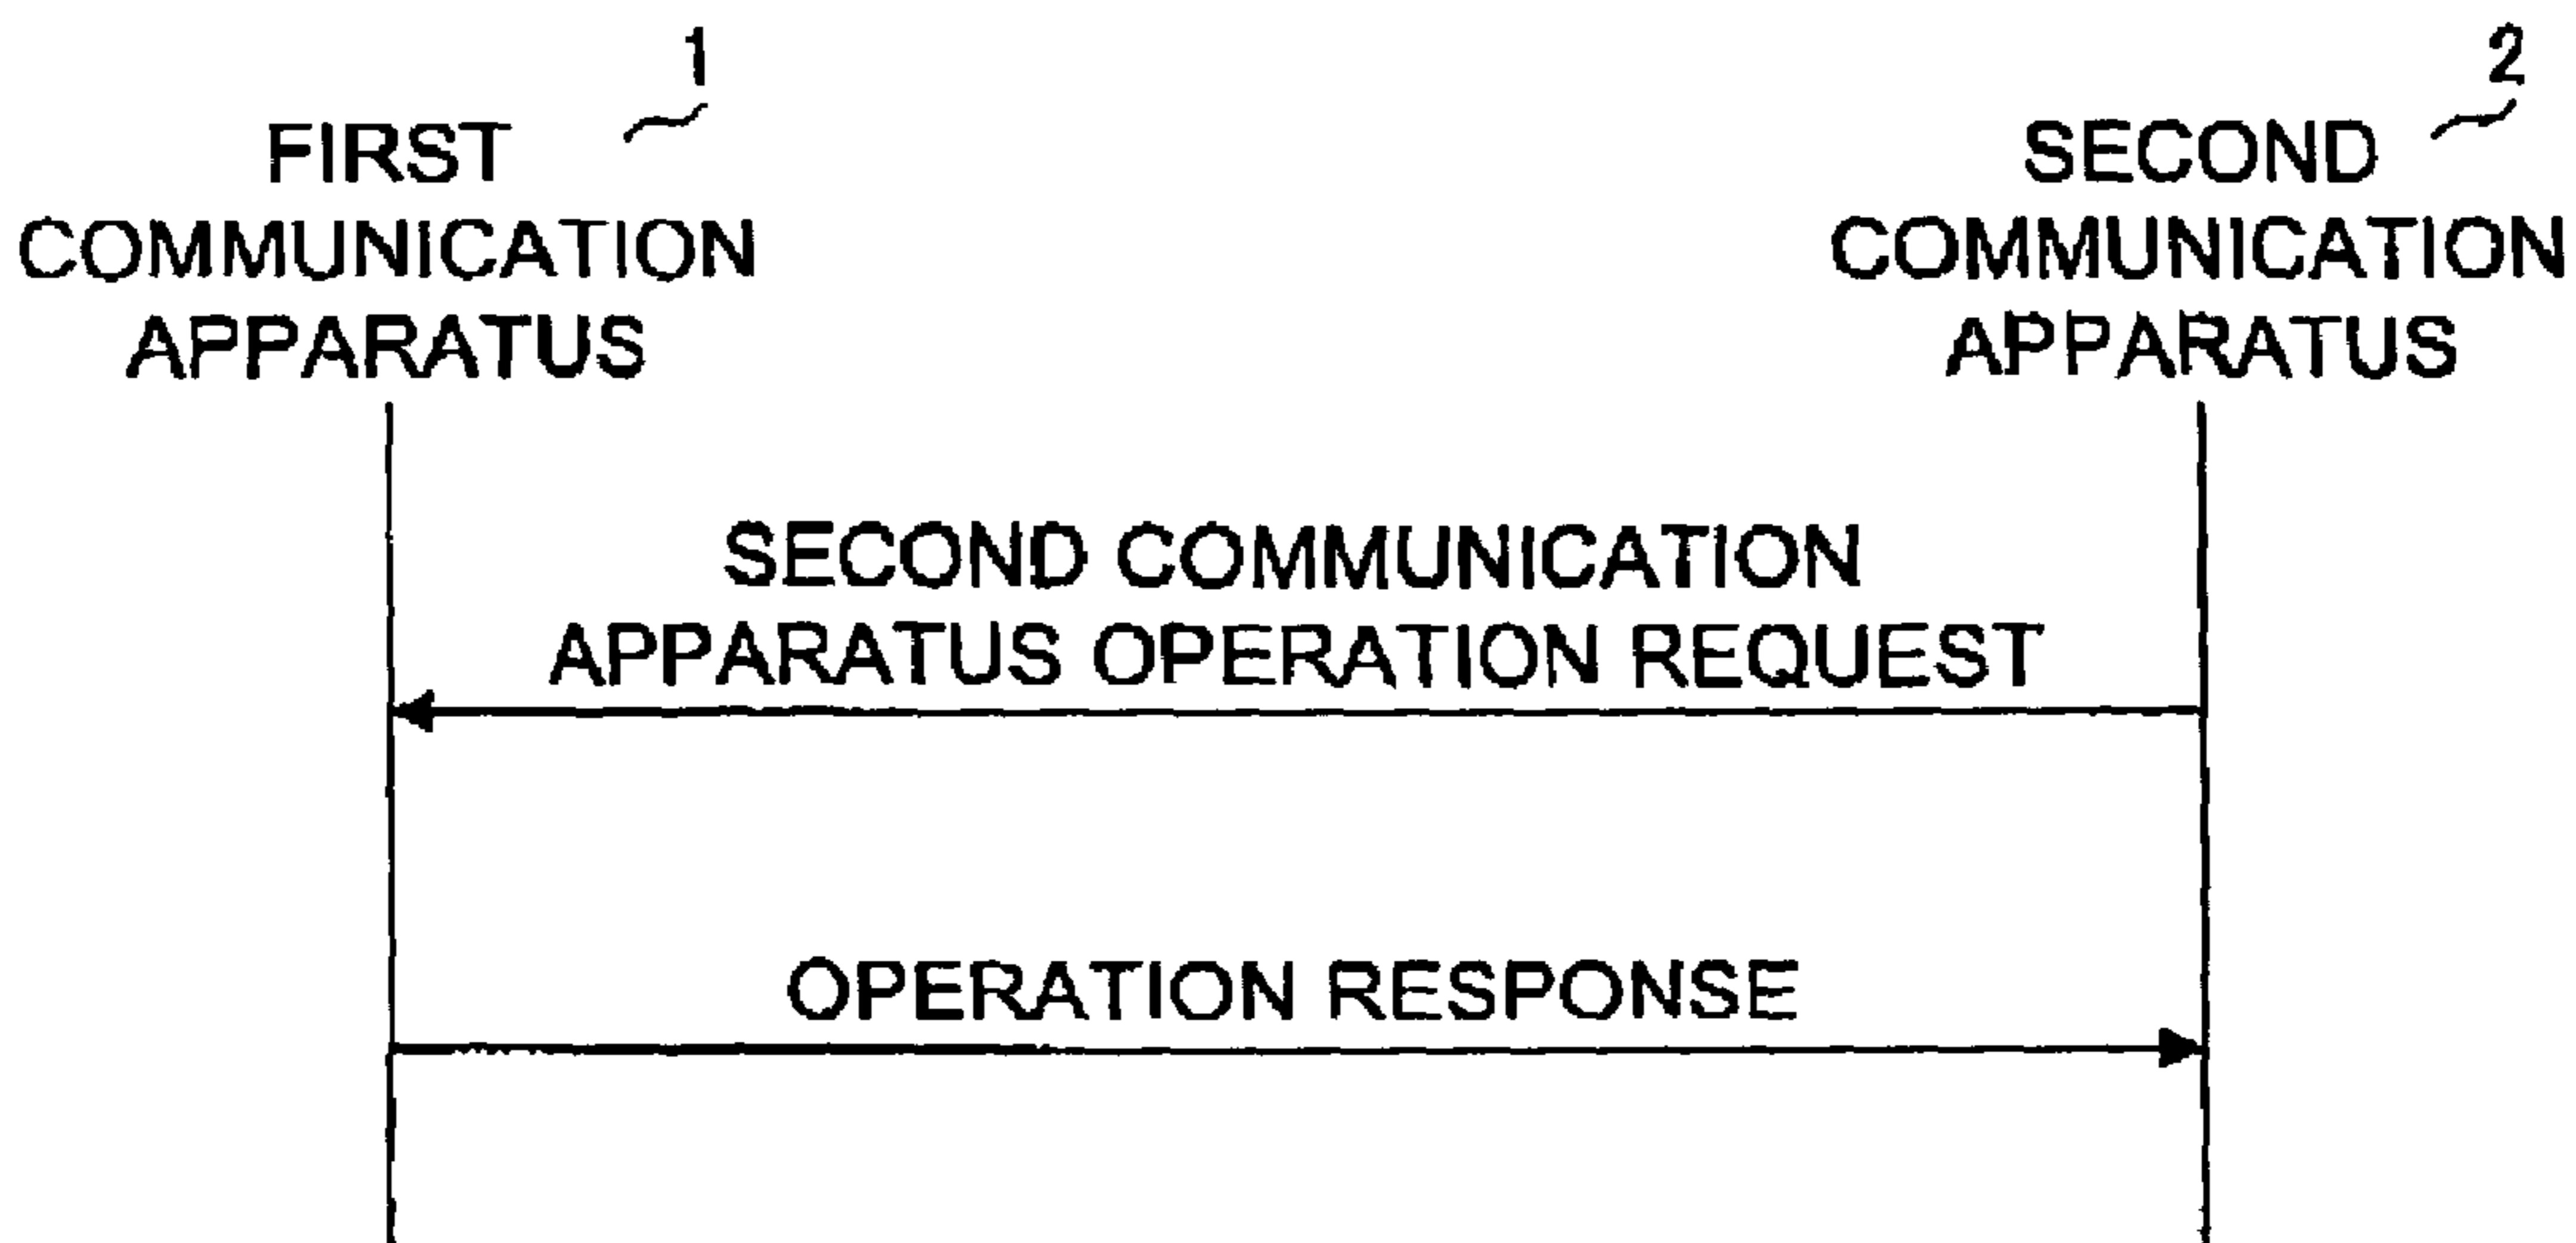 1
2
FIRST
COMMUNICATION
APPARATUS
SECOND
COMMUNICATION
APPARATUS
SECOND COMMUNICATION
APPARATUS OPERATION REQUEST
OPERATION RESPONSE